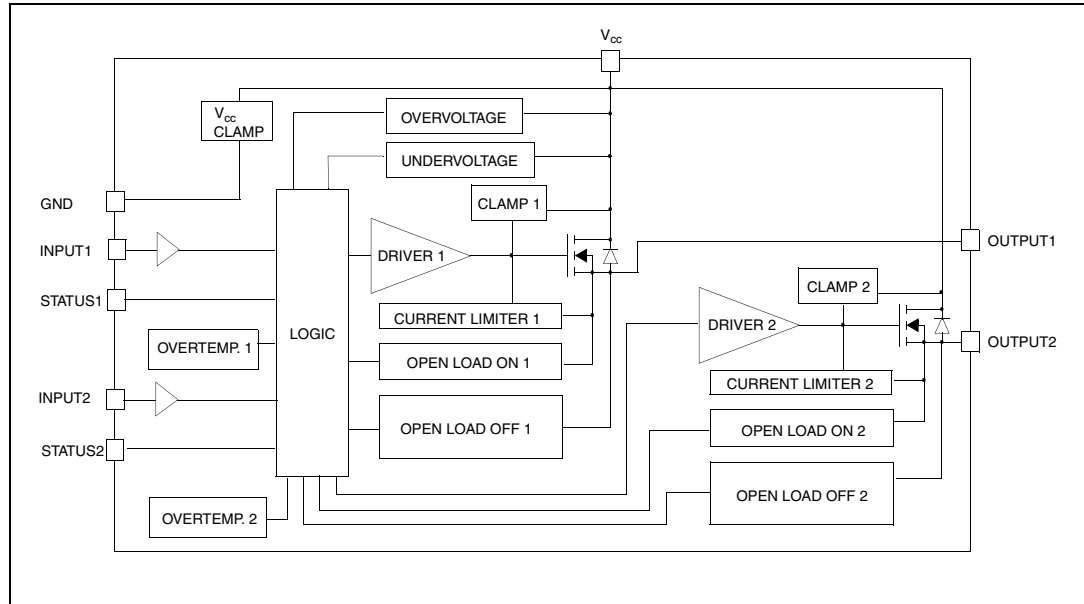 Vcc
Vcc
CLAMP
OVERVOLTAGE
UNDERVOLTAGE
GND
CLAMP 1
INPUT1
DRIVER 1
OUTPUT1
STATUS1
CLAMP 2
CURRENT LIMITER 1
LOGIC
DRIVER 2
OVERTEMP. 1
OUTPUT2
OPEN LOAD ON 1
CURRENT LIMITER 2
INPUT2
OPEN LOAD OFF 1
OPEN LOAD ON 2
STATUS2
OPEN LOAD OFF 2
OVERTEMP. 2